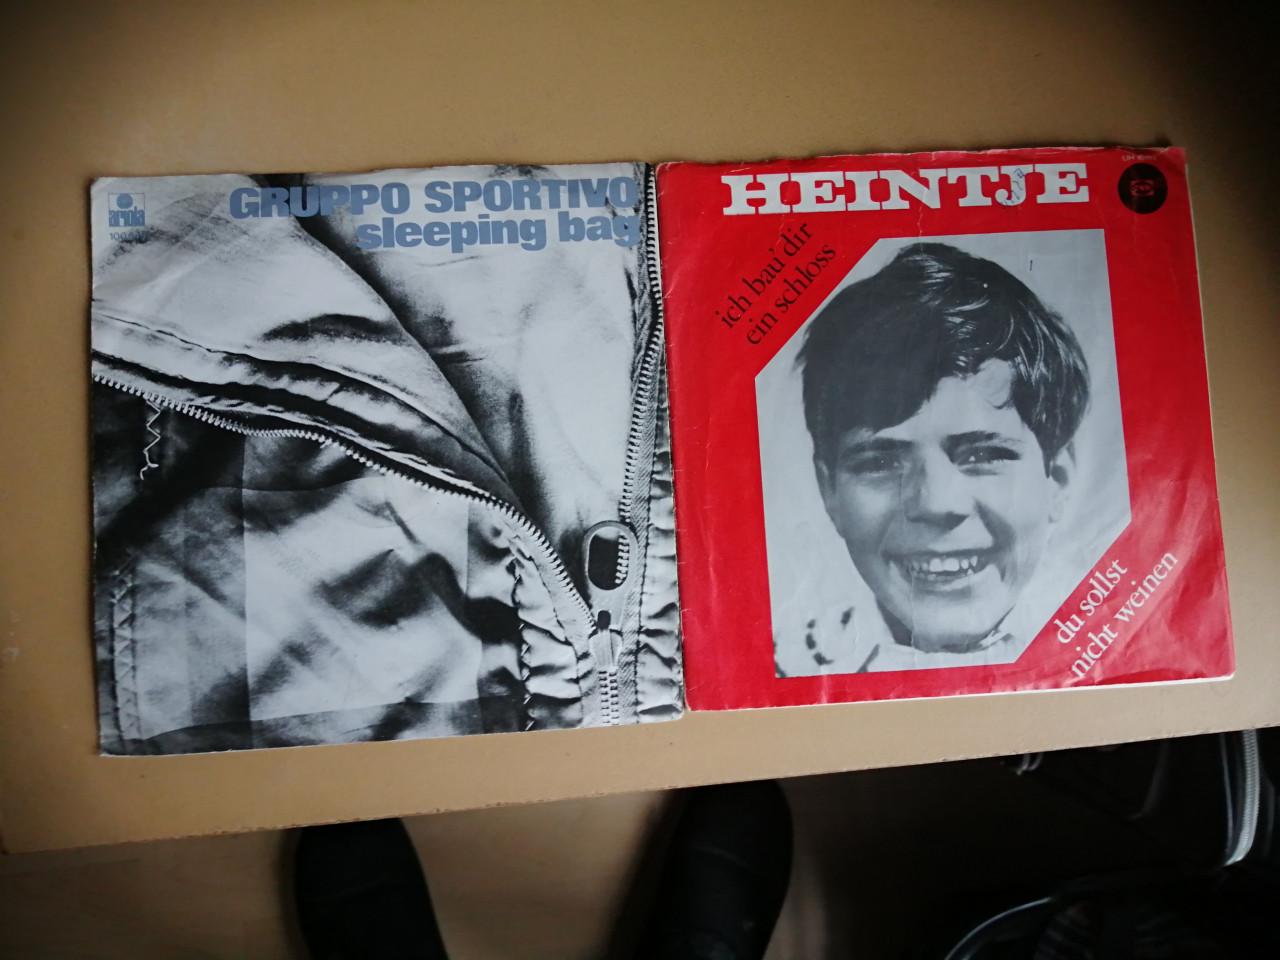 ariola
GRUPPO SPORTIVO
sleeping bag
HEINTJE
ich bau' dir
ein schloss
du sollst
nicht weinen